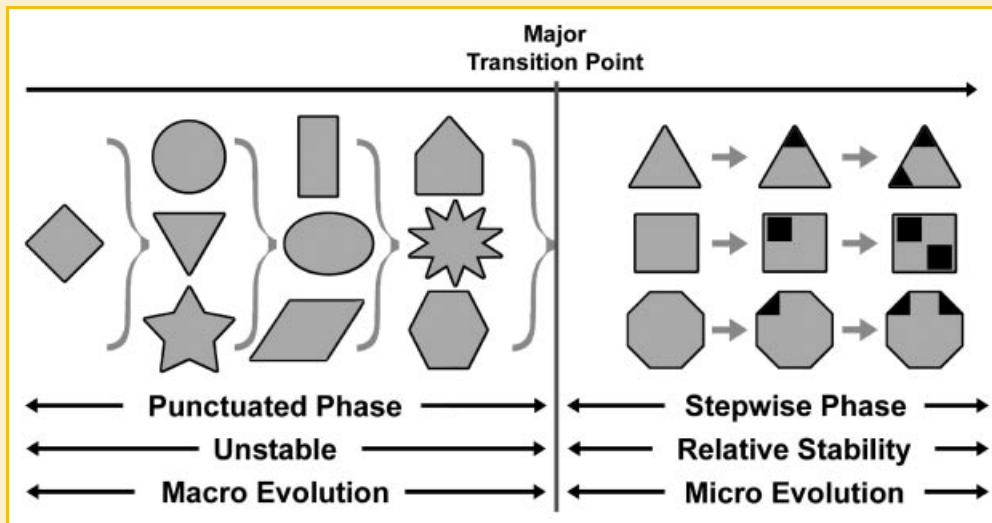 Major
Transition Point
Punctuated Phase
Stepwise Phase
Unstable
Relative Stability
Macro Evolution
Micro Evolution